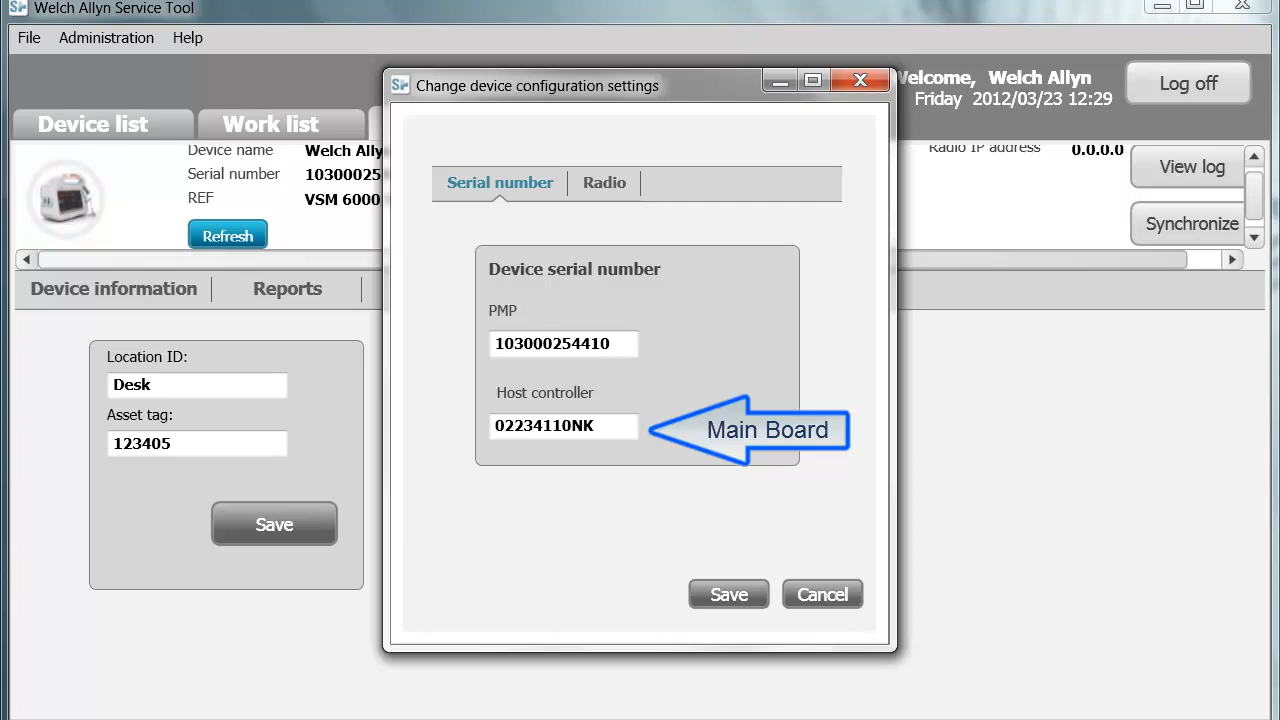 Welch Allyn Service Tool
File Administration Help
Welcome, Welch Allyn
Friday 2012/03/23 12:29
Log off
Device list Work list
Device name Welch Allyn
Serial number 10300025
REF VSM 6000
Refresh
Radio IP address 0.0.0.0
View log
Synchronize
Device information Reports
Location ID:
Desk
Asset tag:
123405
Save
Change device configuration settings
Serial number Radio
Device serial number
PMP
103000254410
Host controller
02234110NK
Main Board
Save Cancel